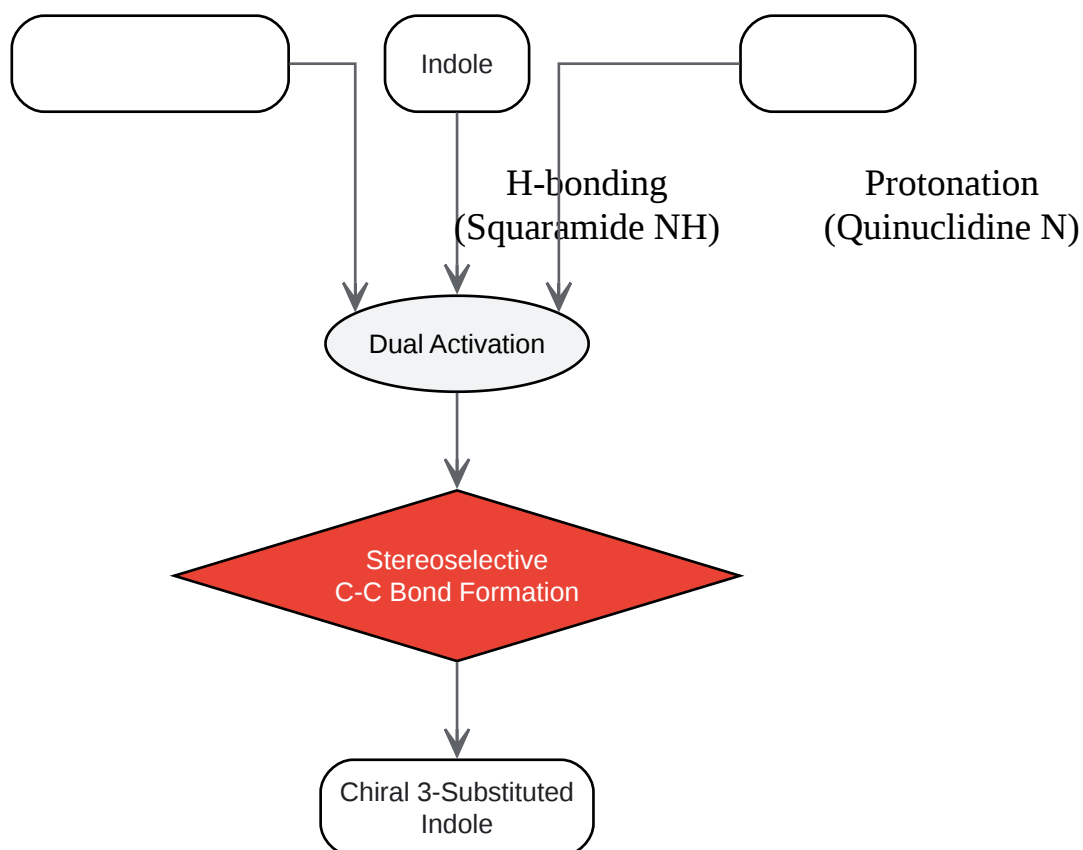 Indole
H-bonding
(Squaramide NH)
Protonation
(Quinuclidine N)
Dual Activation
Stereoselective
C-C Bond Formation
Chiral 3-Substituted
Indole